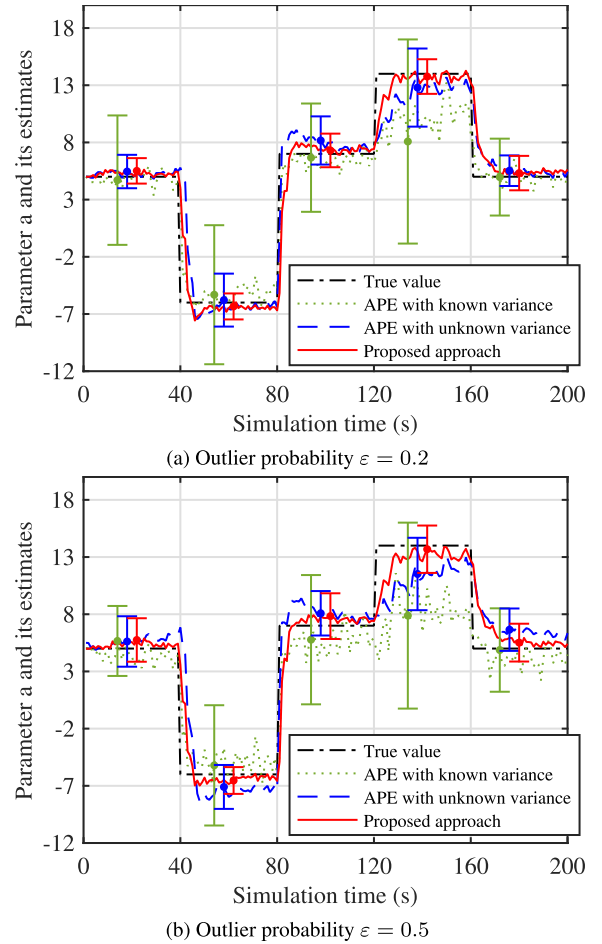 Parameter a and its estimates
18
13
8
3
-2
-7
-12
True value
APE with known variance
APE with unknown variance
Proposed approach
0 40 80 120 160 200
Simulation time (s)
(a) Outlier probability ε = 0.2
Parameter a and its estimates
18
13
8
3
-2
-7
-12
True value
APE with known variance
APE with unknown variance
Proposed approach
0 40 80 120 160 200
Simulation time (s)
(b) Outlier probability ε = 0.5